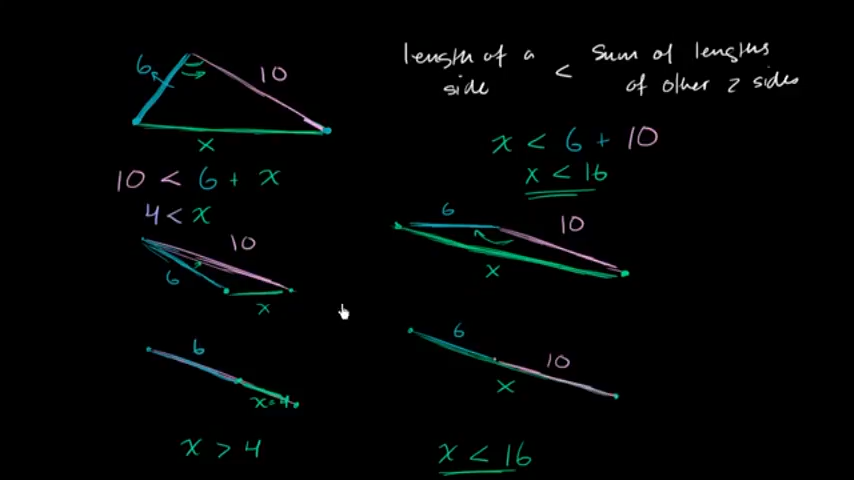 length of a side < sum of lengths of other 2 sides
6
10
x
x < 6 + 10
x < 16
10 < 6 + x
4 < x
6
10
x
10
6
x
6
10
x
6
x=4
x > 4
x < 16